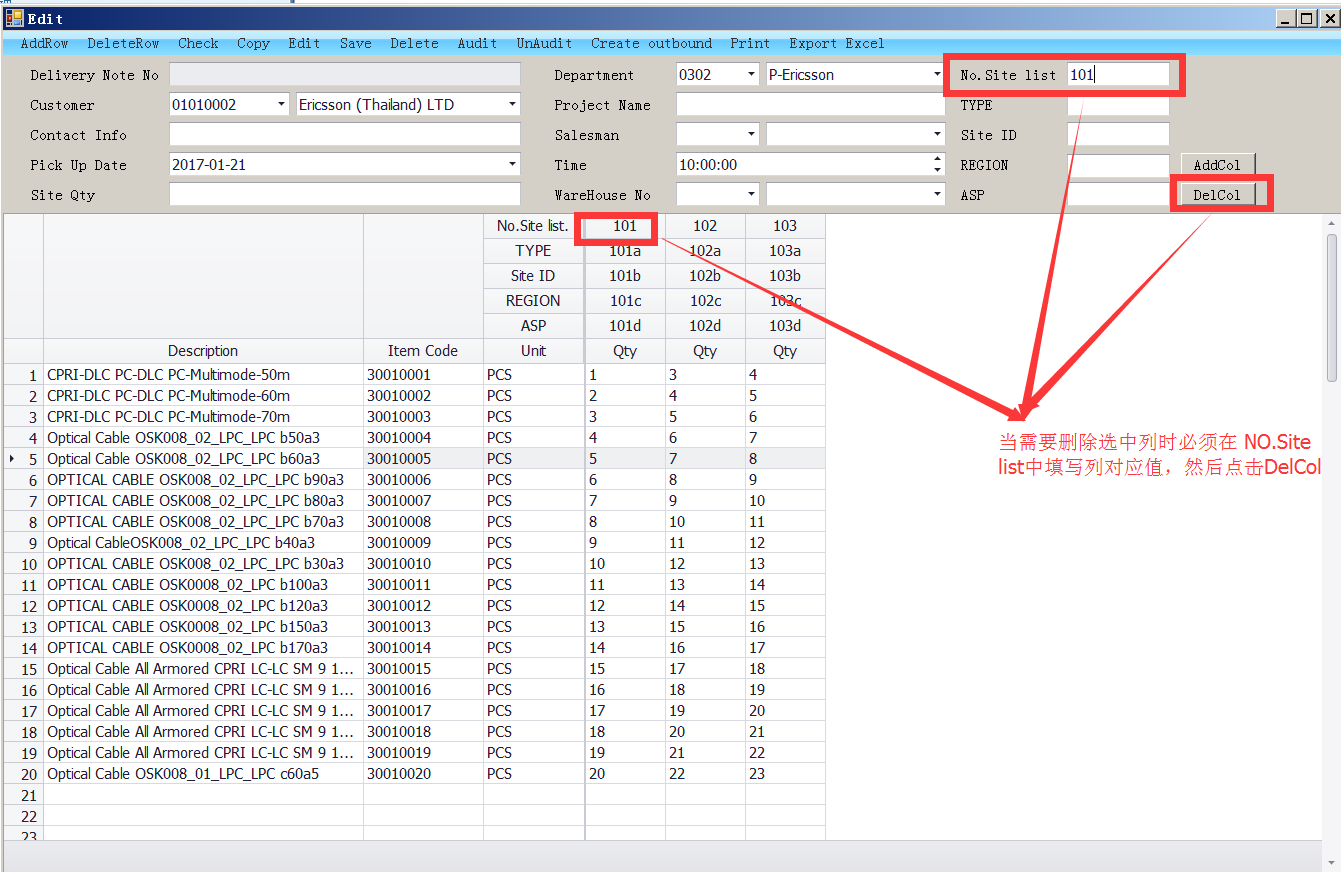 Edit
AddRow DeleteRow Check Copy Edit Save Delete Audit UnAudit Create outbound Print Export Excel
Delivery Note No Department 0302 P-Ericsson No.Site list 101
Customer 01010002 Ericsson (Thailand) LTD Project Name TYPE
Contact Info Salesman Site ID
Pick Up Date 2017-01-21 Time 10:00:00 REGION AddCol
Site Qty WareHouse No ASP DelCol
No.Site list. 101 102 103
TYPE 101a 102a 103a
Site ID 101b 102b 103b
REGION 101c 102c 103c
ASP 101d 102d 103d
Description Item Code Unit Qty Qty Qty
1 CPRI-DLC PC-DLC PC-Multimode-50m 30010001 PCS 1 3 4
2 CPRI-DLC PC-DLC PC-Multimode-60m 30010002 PCS 2 4 5
3 CPRI-DLC PC-DLC PC-Multimode-70m 30010003 PCS 3 5 6
4 Optical Cable OSK008_02_LPC_LPC b50a3 30010004 PCS 4 6 7
5 Optical Cable OSK008_02_LPC_LPC b60a3 30010005 PCS 5 7 8
6 OPTICAL CABLE OSK008_02_LPC_LPC b90a3 30010006 PCS 6 8 9
7 OPTICAL CABLE OSK008_02_LPC_LPC b80a3 30010007 PCS 7 9 10
8 OPTICAL CABLE OSK008_02_LPC_LPC b70a3 30010008 PCS 8 10 11
9 Optical CableOSK008_02_LPC_LPC b40a3 30010009 PCS 9 11 12
10 OPTICAL CABLE OSK008_02_LPC_LPC b30a3 30010010 PCS 10 12 13
11 OPTICAL CABLE OSK0008_02_LPC b100a3 30010011 PCS 11 13 14
12 OPTICAL CABLE OSK0008_02_LPC b120a3 30010012 PCS 12 14 15
13 OPTICAL CABLE OSK0008_02_LPC b150a3 30010013 PCS 13 15 16
14 OPTICAL CABLE OSK0008_02_LPC b170a3 30010014 PCS 14 16 17
15 Optical Cable All Armored CPRI LC-LC SM 9 1... 30010015 PCS 15 17 18
16 Optical Cable All Armored CPRI LC-LC SM 9 1... 30010016 PCS 16 18 19
17 Optical Cable All Armored CPRI LC-LC SM 9 1... 30010017 PCS 17 19 20
18 Optical Cable All Armored CPRI LC-LC SM 9 1... 30010018 PCS 18 20 21
19 Optical Cable All Armored CPRI LC-LC SM 9 1... 30010019 PCS 19 21 22
20 Optical Cable OSK008_01_LPC_LPC c60a5 30010020 PCS 20 22 23
21
22
23
当需要删除选中列时必须在 NO.Site
list中填写列对应值，然后点击DelCol